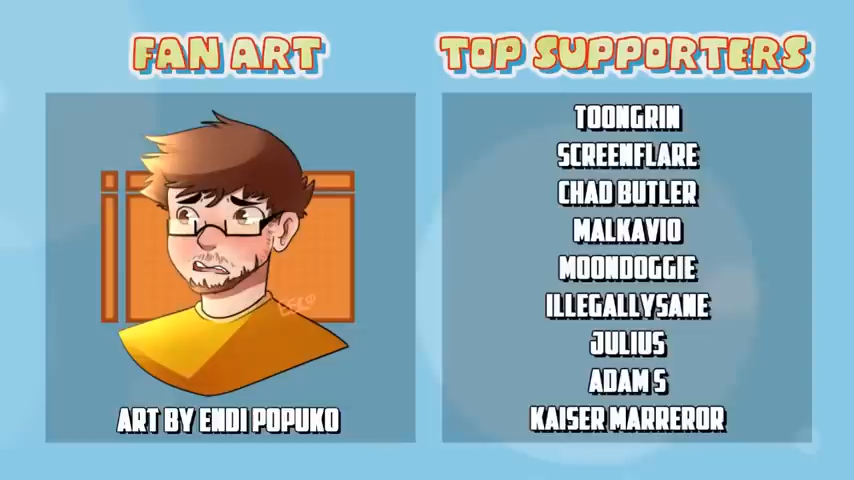 FAN ART
ART BY ENDI POPUKO
TOP SUPPORTERS
TOONGRIN
SCREENFLARE
CHAD BUTLER
MALKAVIO
MOONDOGGIE
ILLEGALLYSANE
JULIUS
ADAM S
KAISER MARREROR